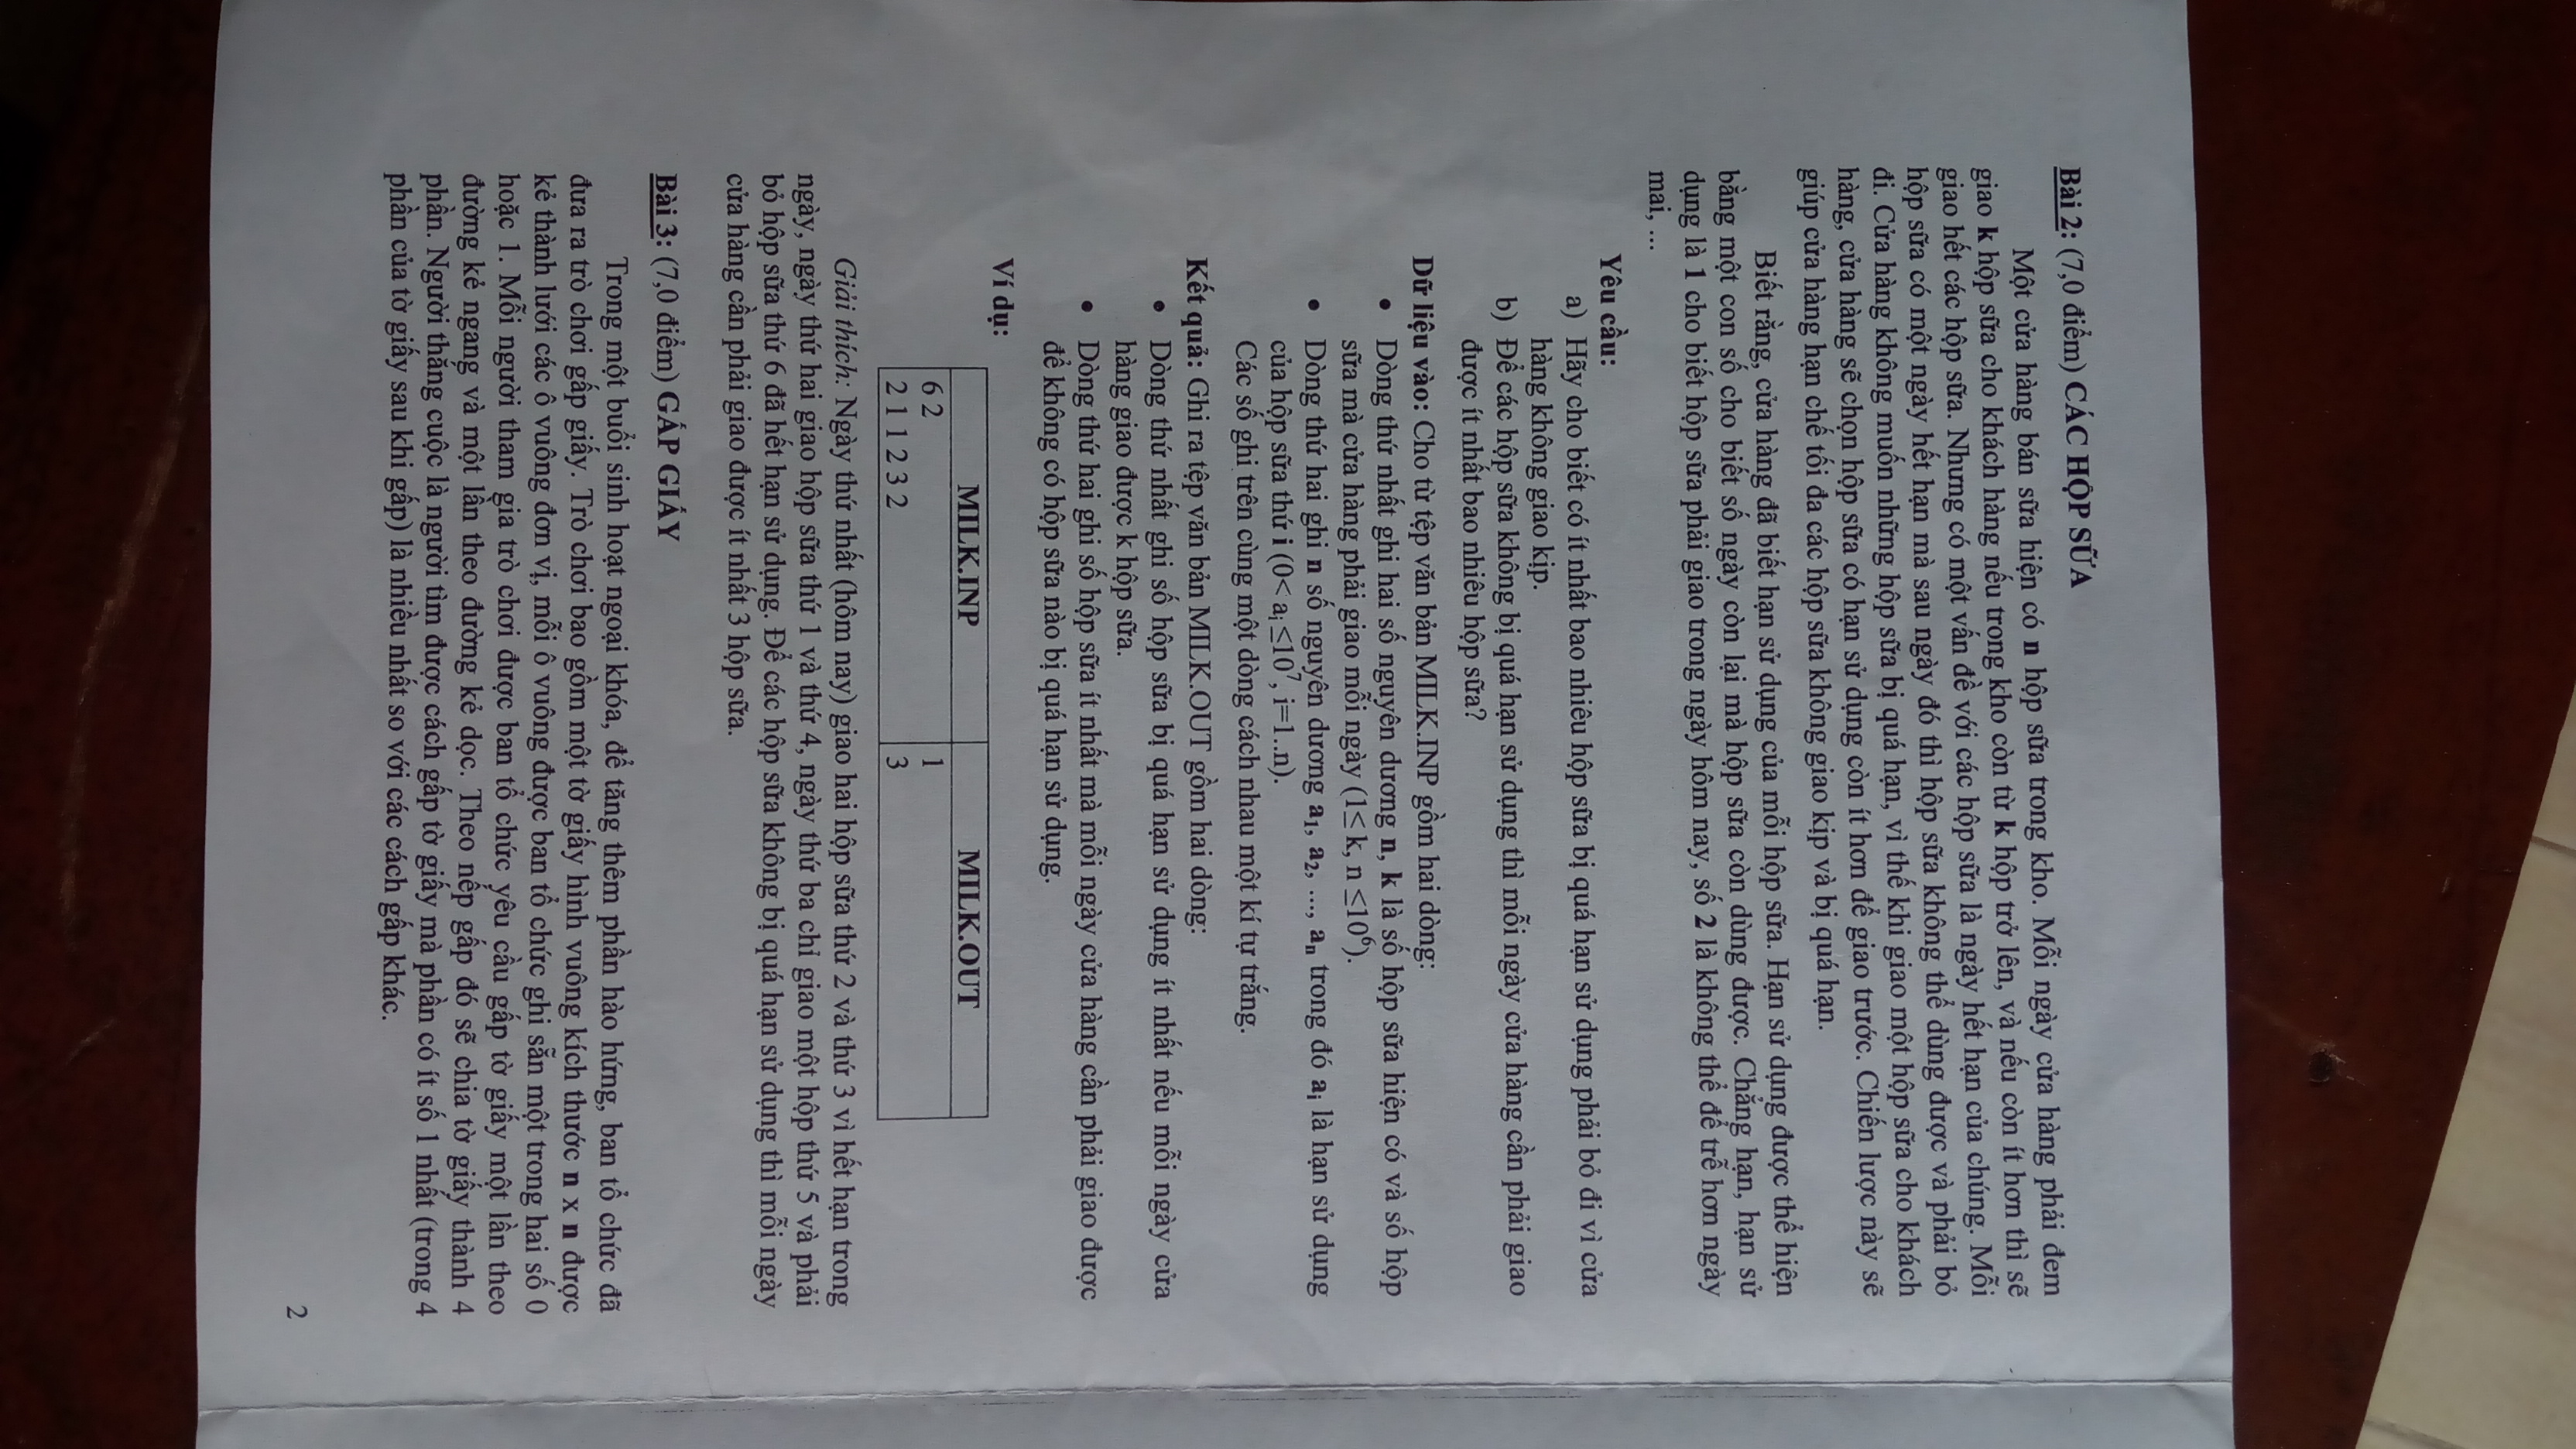 Bài 2: (7,0 điểm) CÁC HỘP SỮA
Một cửa hàng bán sữa hiện có n hộp sữa trong kho. Mỗi ngày cửa hàng phải đem
giao k hộp sữa cho khách hàng nếu trong kho còn từ k hộp trở lên, và nếu còn ít hơn thì sẽ
giao hết các hộp sữa. Nhưng có một vấn đề với các hộp sữa là ngày hết hạn của chúng. Mỗi
hộp sữa có một ngày hết hạn mà sau ngày đó thì hộp sữa không thể dùng được và phải bỏ
đi. Cửa hàng không muốn những hộp sữa bị quá hạn, vì thế khi giao một hộp sữa cho khách
hàng, cửa hàng sẽ chọn hộp sữa có hạn sử dụng còn ít hơn để giao trước. Chiến lược này sẽ
giúp cửa hàng hạn chế tối đa các hộp sữa không giao kịp và bị quá hạn.
Biết rằng, cửa hàng đã biết hạn sử dụng của mỗi hộp sữa. Hạn sử dụng được thể hiện
bằng một con số cho biết số ngày còn lại mà hộp sữa còn dùng được. Chẳng hạn, hạn sử
dụng là 1 cho biết hộp sữa phải giao trong ngày hôm nay, số 2 là không thể để trễ hơn ngày
mai, ...
Yêu cầu:
a) Hãy cho biết có ít nhất bao nhiêu hộp sữa bị quá hạn sử dụng phải bỏ đi vì cửa
hàng không giao kịp.
b) Để các hộp sữa không bị quá hạn sử dụng thì mỗi ngày cửa hàng cần phải giao
được ít nhất bao nhiêu hộp sữa?
Dữ liệu vào: Cho từ tệp văn bản MILK.INP gồm hai dòng:
• Dòng thứ nhất ghi hai số nguyên dương n, k là số hộp sữa hiện có và số hộp
sữa mà cửa hàng phải giao mỗi ngày (1≤ k, n ≤10⁶).
• Dòng thứ hai ghi n số nguyên dương a₁, a₂, ...., aₙ trong đó aᵢ là hạn sử dụng
của hộp sữa thứ i (0< aᵢ ≤10⁷, i=1..n).
Các số ghi trên cùng một dòng cách nhau một kí tự trắng.
Kết quả: Ghi ra tệp văn bản MILK.OUT gồm hai dòng:
• Dòng thứ nhất ghi số hộp sữa bị quá hạn sử dụng ít nhất nếu mỗi ngày cửa
hàng giao được k hộp sữa.
• Dòng thứ hai ghi số hộp sữa ít nhất mà mỗi ngày cửa hàng cần phải giao được
để không có hộp sữa nào bị quá hạn sử dụng.
Ví dụ:
MILK.INP MILK.OUT
6 2 1
2 1 1 2 3 2 3
Giải thích: Ngày thứ nhất (hôm nay) giao hai hộp sữa thứ 2 và thứ 3 vì hết hạn trong
ngày, ngày thứ hai giao hộp sữa thứ 1 và thứ 4, ngày thứ ba chỉ giao một hộp thứ 5 và phải
bỏ hộp sữa thứ 6 đã hết hạn sử dụng. Để các hộp sữa không bị quá hạn sử dụng thì mỗi ngày
cửa hàng cần phải giao được ít nhất 3 hộp sữa.
Bài 3: (7,0 điểm) GẤP GIẤY
Trong một buổi sinh hoạt ngoại khóa, để tăng thêm phần hào hứng, ban tổ chức đã
đưa ra trò chơi gấp giấy. Trò chơi bao gồm một tờ giấy hình vuông kích thước n x n được
kẻ thành lưới các ô vuông đơn vị, mỗi ô vuông được ban tổ chức ghi sẵn một trong hai số 0
hoặc 1. Mỗi người tham gia trò chơi được ban tổ chức yêu cầu gấp tờ giấy một lần theo
đường kẻ ngang và một lần theo đường kẻ dọc. Theo nếp gấp đó sẽ chia tờ giấy thành 4
phần. Người thắng cuộc là người tìm được cách gấp tờ giấy mà phần có ít số 1 nhất (trong 4
phần của tờ giấy sau khi gấp) là nhiều nhất so với các cách gấp khác.
2